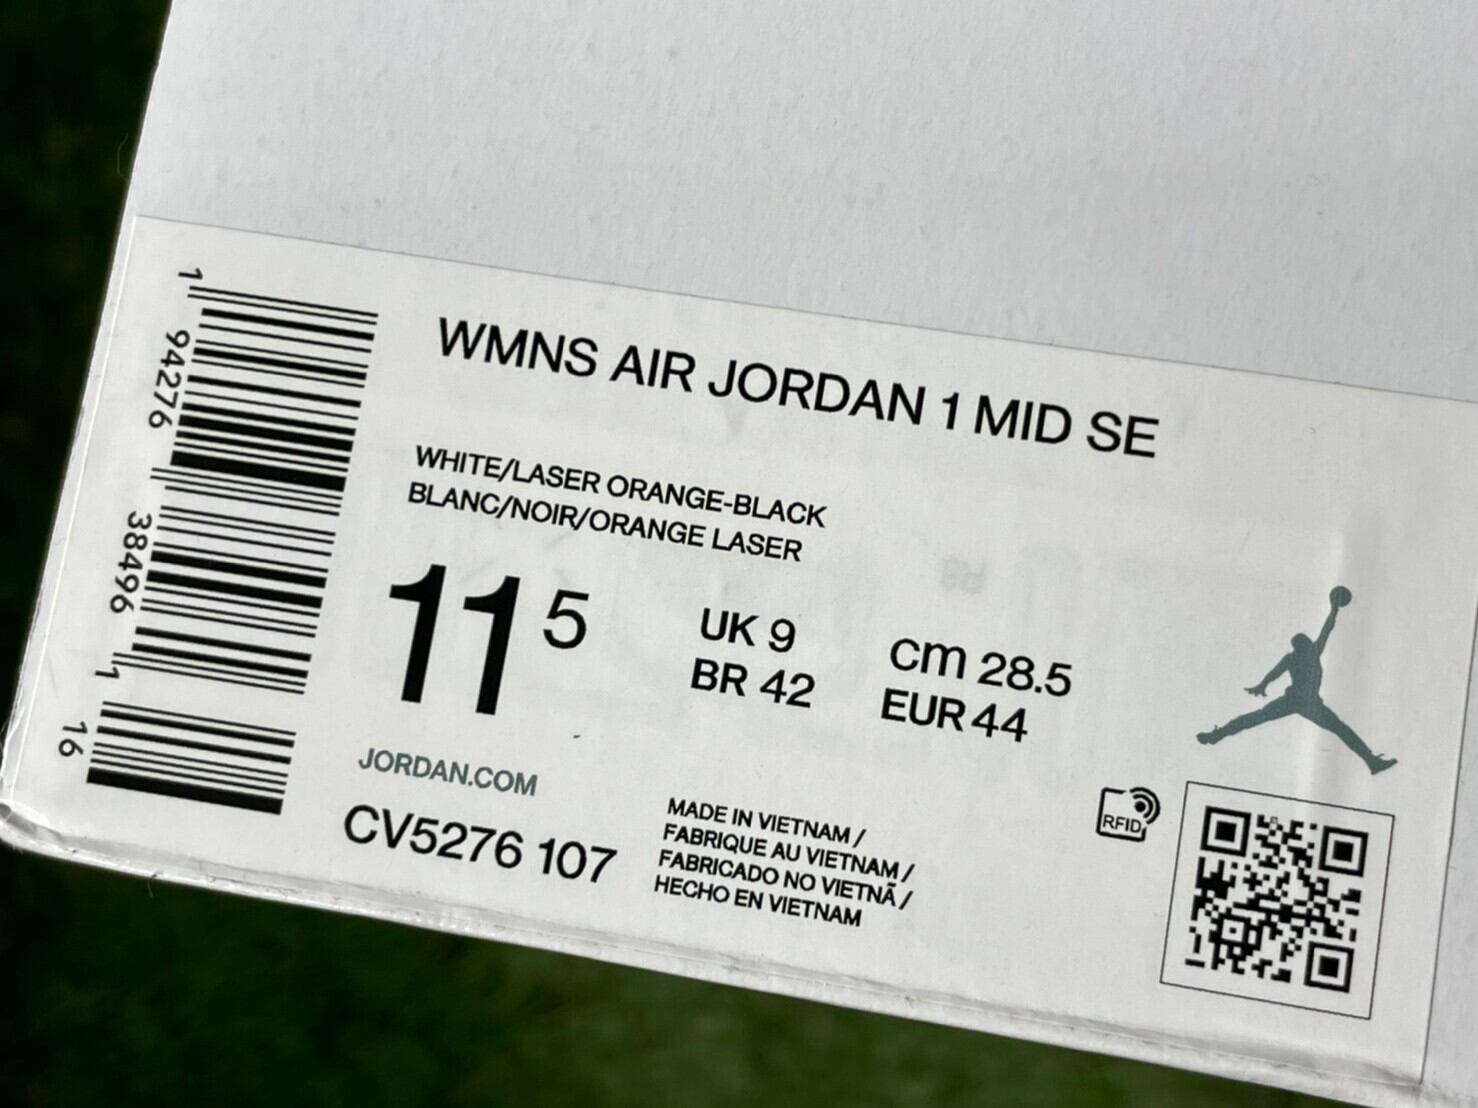 WMNS AIR JORDAN 1 MID SE
WHITE/LASER ORANGE-BLACK
BLANC/NOIR/ORANGE LASER
11 5
UK 9
BR 42
cm 28.5
EUR 44
JORDAN.COM
CV5276 107
MADE IN VIETNAM /
FABRIQUE AU VIETNAM /
FABRICADO NO VIETNÃ /
HECHO EN VIETNAM
RFID
1 94276 38496 1 16